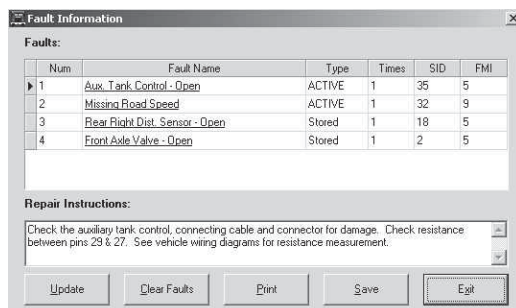 Fault Information
Faults:
Num Fault Name Type Times SID FMI
1 Aux. Tank Control - Open ACTIVE 1 35 5
2 Missing Road Speed ACTIVE 1 32 9
3 Rear Right Dist. Sensor - Open Stored 1 18 5
4 Front Axle Valve - Open Stored 1 2 5
Repair Instructions:
Check the auxiliary tank control, connecting cable and connector for damage. Check resistance
between pins 29 & 27. See vehicle wiring diagrams for resistance measurement.
Update Clear Faults Print Save Exit